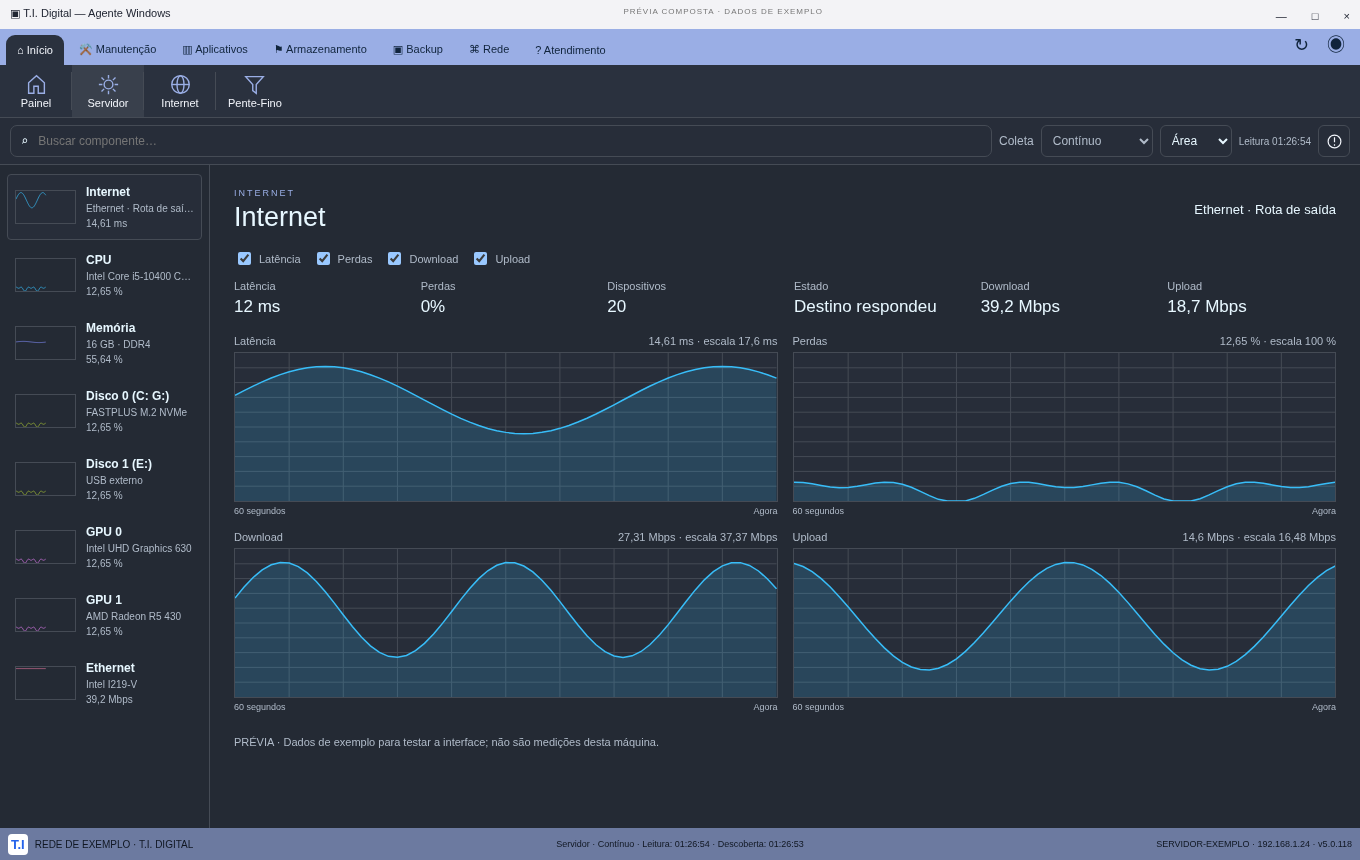 T.I. Digital — Agente Windows
PRÉVIA COMPOSTA · DADOS DE EXEMPLO
Início
Manutenção
Aplicativos
Armazenamento
Backup
Rede
? Atendimento
Painel
Servidor
Internet
Pente-Fino
Buscar componente…
Coleta
Contínuo
Área
Leitura 01:26:54
Internet
Ethernet · Rota de saí…
14,61 ms
CPU
Intel Core i5-10400 C…
12,65 %
Memória
16 GB · DDR4
55,64 %
Disco 0 (C: G:)
FASTPLUS M.2 NVMe
12,65 %
Disco 1 (E:)
USB externo
12,65 %
GPU 0
Intel UHD Graphics 630
12,65 %
GPU 1
AMD Radeon R5 430
12,65 %
Ethernet
Intel I219-V
39,2 Mbps
INTERNET
Internet
Ethernet · Rota de saída
Latência
Perdas
Download
Upload
Latência
12 ms
Perdas
0%
Dispositivos
20
Estado
Destino respondeu
Download
39,2 Mbps
Upload
18,7 Mbps
Latência
14,61 ms · escala 17,6 ms
60 segundos
Agora
Perdas
12,65 % · escala 100 %
60 segundos
Agora
Download
27,31 Mbps · escala 37,37 Mbps
60 segundos
Agora
Upload
14,6 Mbps · escala 16,48 Mbps
60 segundos
Agora
PRÉVIA · Dados de exemplo para testar a interface; não são medições desta máquina.
T.I
REDE DE EXEMPLO · T.I. DIGITAL
Servidor · Contínuo · Leitura: 01:26:54 · Descoberta: 01:26:53
SERVIDOR-EXEMPLO · 192.168.1.24 · v5.0.118